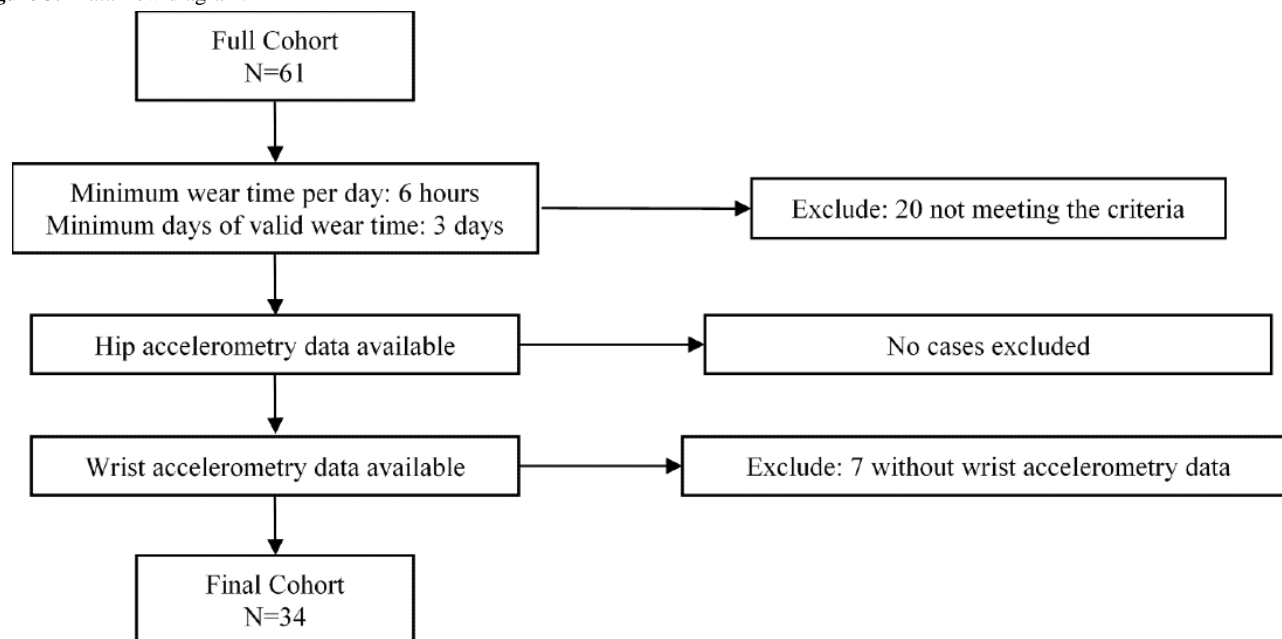 Full Cohort
N=61
Minimum wear time per day: 6 hours
Minimum days of valid wear time: 3 days
Exclude: 20 not meeting the criteria
Hip accelerometry data available
No cases excluded
Wrist accelerometry data available
Exclude: 7 without wrist accelerometry data
Final Cohort
N=34